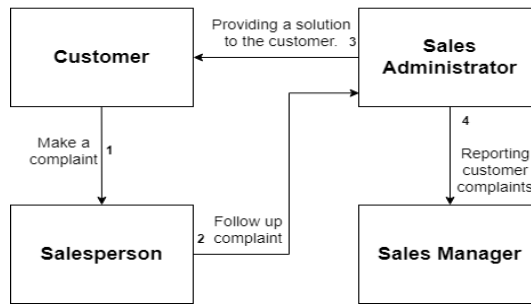 Providing a solution
to the customer. 3
Customer
Sales
Administrator
Make a
complaint 1
4
Reporting
customer
complaints
Follow up
2 complaint
Salesperson
Sales Manager